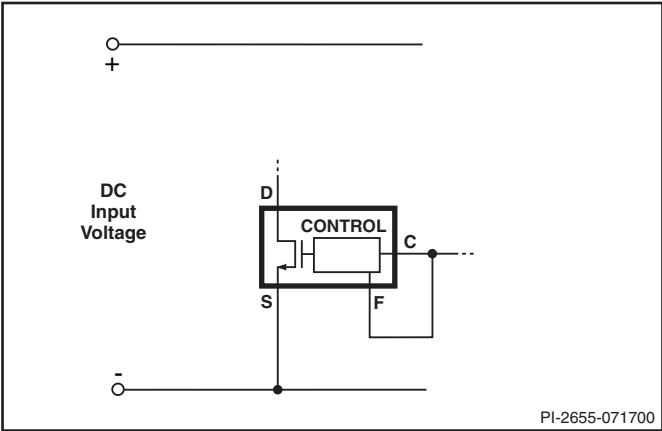 +
D
DC
Input
Voltage
CONTROL
C
S
F
-
PI-2655-071700